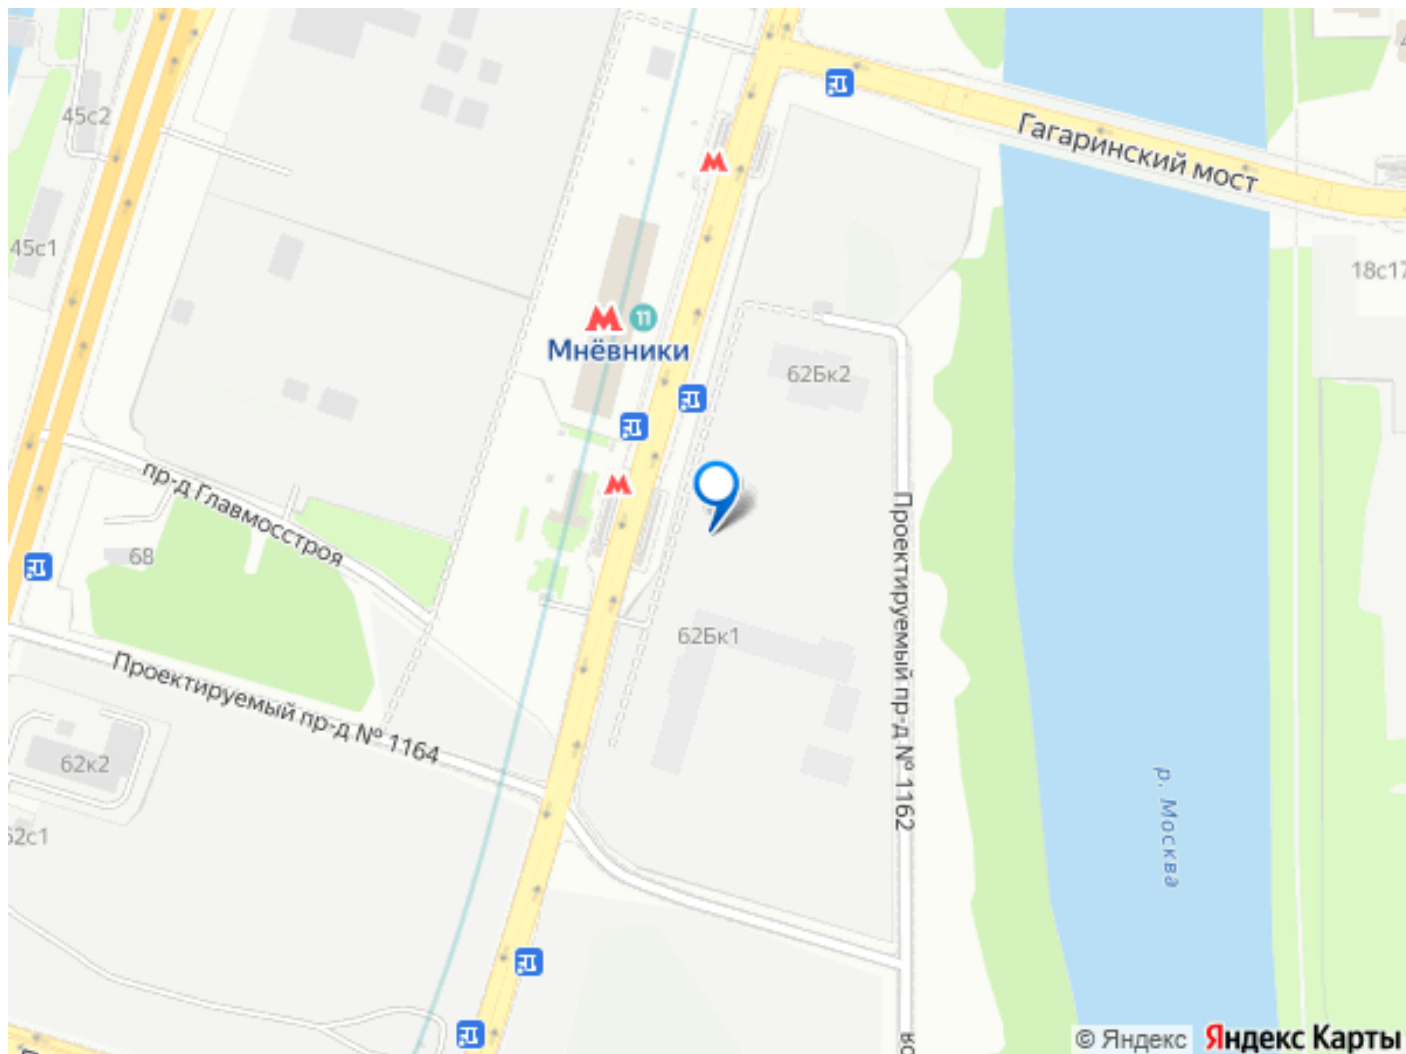 45с2
Гагаринский мост
45с1
18с17
М
М 11
Мнёвники
62Бк2
М
пр-д Главмосстроя
68
Проектируемый пр-д № 1162
62Бк1
Проектируемый пр-д № 1164
62к2
р. Москва
62с1
© Яндекс Яндекс Карты